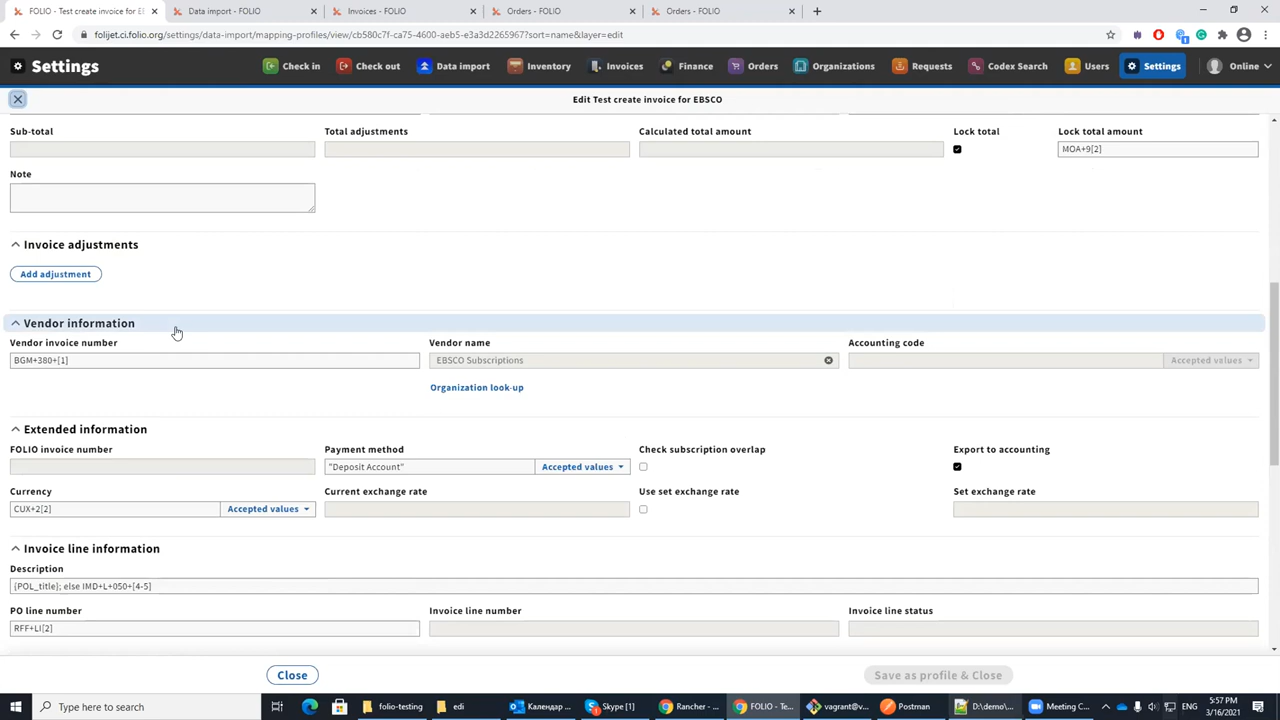 FOLIO - Test create invoice for E
Data import - FOLIO
Invoices - FOLIO
Orders - FOLIO
Orders - FOLIO
folijet.ci.folio.org/settings/data-import/mapping-profiles/view/cb580c7f-ca75-4600-aeb5-e3a3d2265967?sort=name&layer=edit
Settings
Check in
Check out
Data import
Inventory
Invoices
Finance
Orders
Organizations
Requests
Codex Search
Users
Settings
Online
Edit Test create invoice for EBSCO
Sub-total
Total adjustments
Calculated total amount
Lock total
Lock total amount
MOA+9[2]
Note
Invoice adjustments
Add adjustment
Vendor information
Vendor invoice number
Vendor name
Accounting code
BGM+380+[1]
EBSCO Subscriptions
Accepted values
Organization look-up
Extended information
FOLIO invoice number
Payment method
Check subscription overlap
Export to accounting
"Deposit Account"
Accepted values
Currency
Current exchange rate
Use set exchange rate
Set exchange rate
CUX+2[2]
Accepted values
Invoice line information
Description
{POL_title}; else IMD+L+050+[4-5]
PO line number
Invoice line number
Invoice line status
RFF+LI[2]
Close
Save as profile & Close
Type here to search
folio-testing
edi
Календар ...
Skype [1]
Rancher - ...
FOLIO - Te...
vagrant@v...
Postman
D:\demo\...
Meeting C...
ENG
5:57 PM
3/16/2021